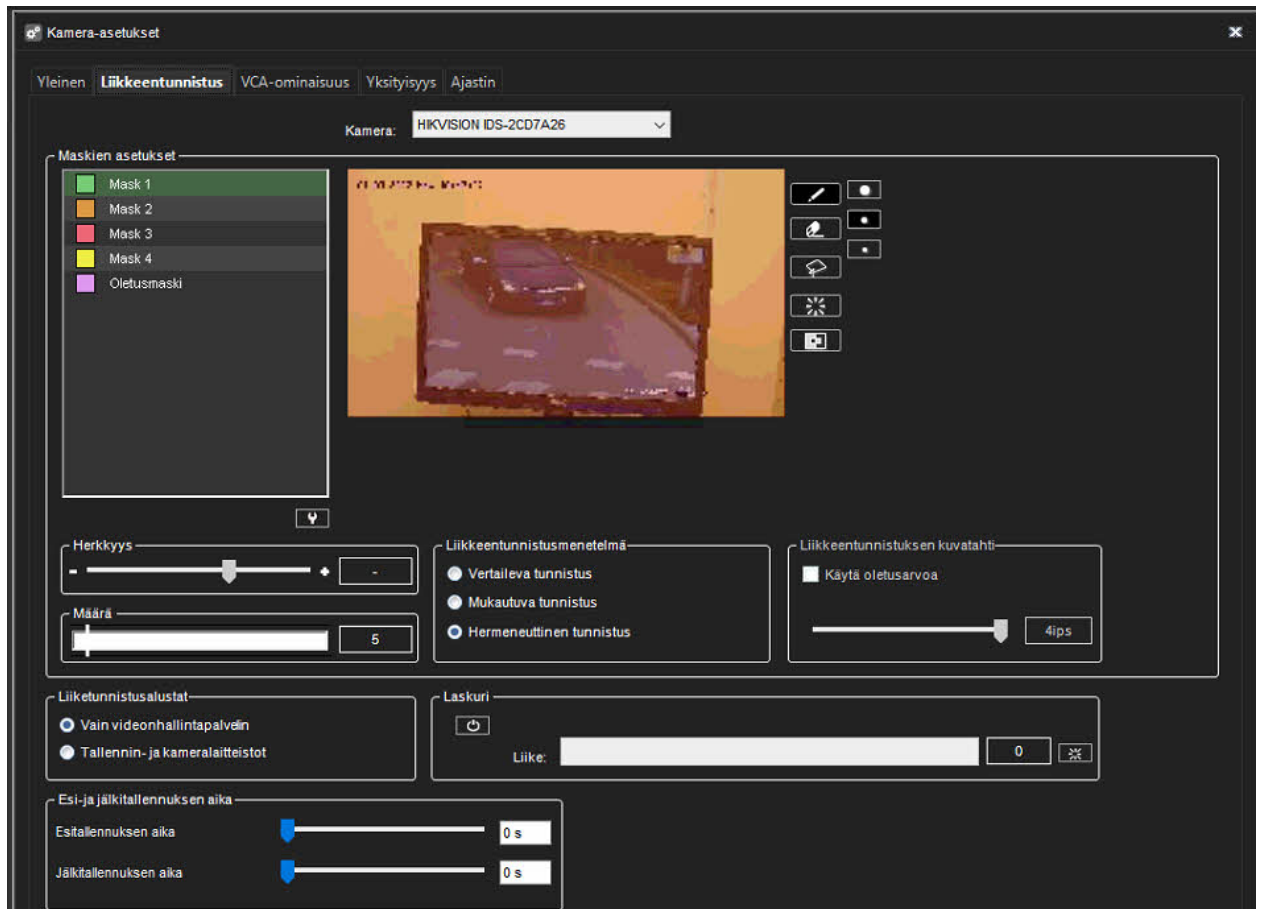 Kamera-asetukset
Yleinen Liikkeentunnistus VCA-ominaisuus Yksityisyys Ajastin
Kamera: HIKVISION IDS-2CD7A26
Maskien asetukset
Mask 1
Mask 2
Mask 3
Mask 4
Oletusmaski
Herkkyys
- + -
Määrä
5
Liikkeentunnistusmenetelmä
Vertaileva tunnistus
Mukautuva tunnistus
Hermeneuttinen tunnistus
Liikkeentunnistuksen kuvatahti
Käytä oletusarvoa
4ips
Liiketunnistusalustat
Vain videonhallintapalvelin
Tallennin- ja kameralaitteistot
Laskuri
Liike: 0
Esi-ja jälkitallennuksen aika
Esitallennuksen aika 0 s
Jälkitallennuksen aika 0 s